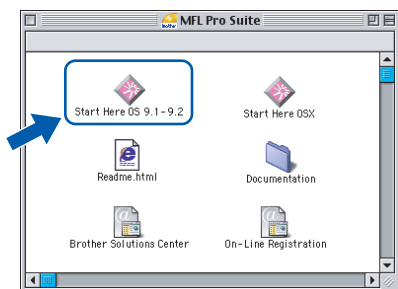 brother MFL Pro Suite
Start Here OS 9.1-9.2
Start Here OSX
Readme.html
Documentation
Brother Solutions Center
On-Line Registration